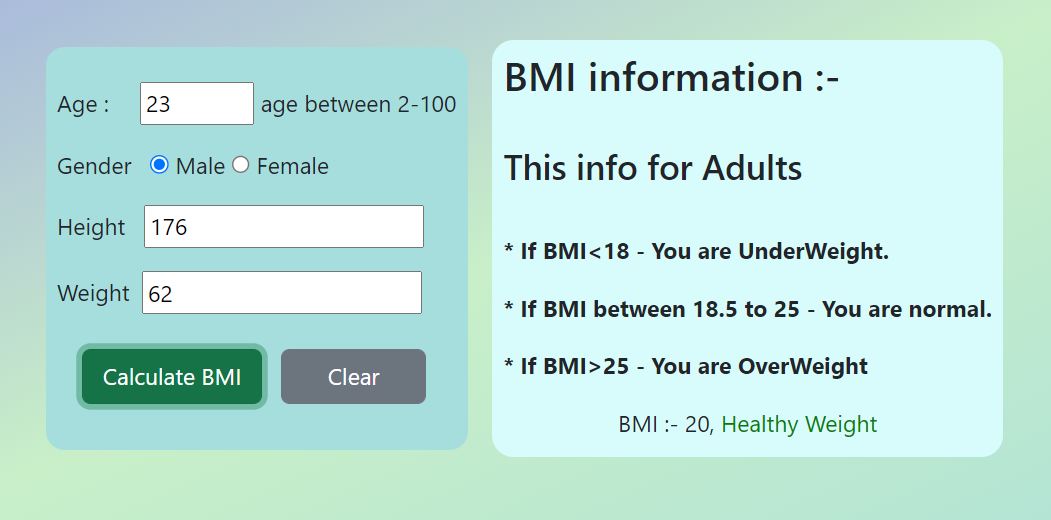 Age : 23 age between 2-100
Gender Male Female
Height 176
Weight 62
Calculate BMI Clear
BMI information :-
This info for Adults
* If BMI<18 - You are UnderWeight.
* If BMI between 18.5 to 25 - You are normal.
* If BMI>25 - You are OverWeight
BMI :- 20, Healthy Weight